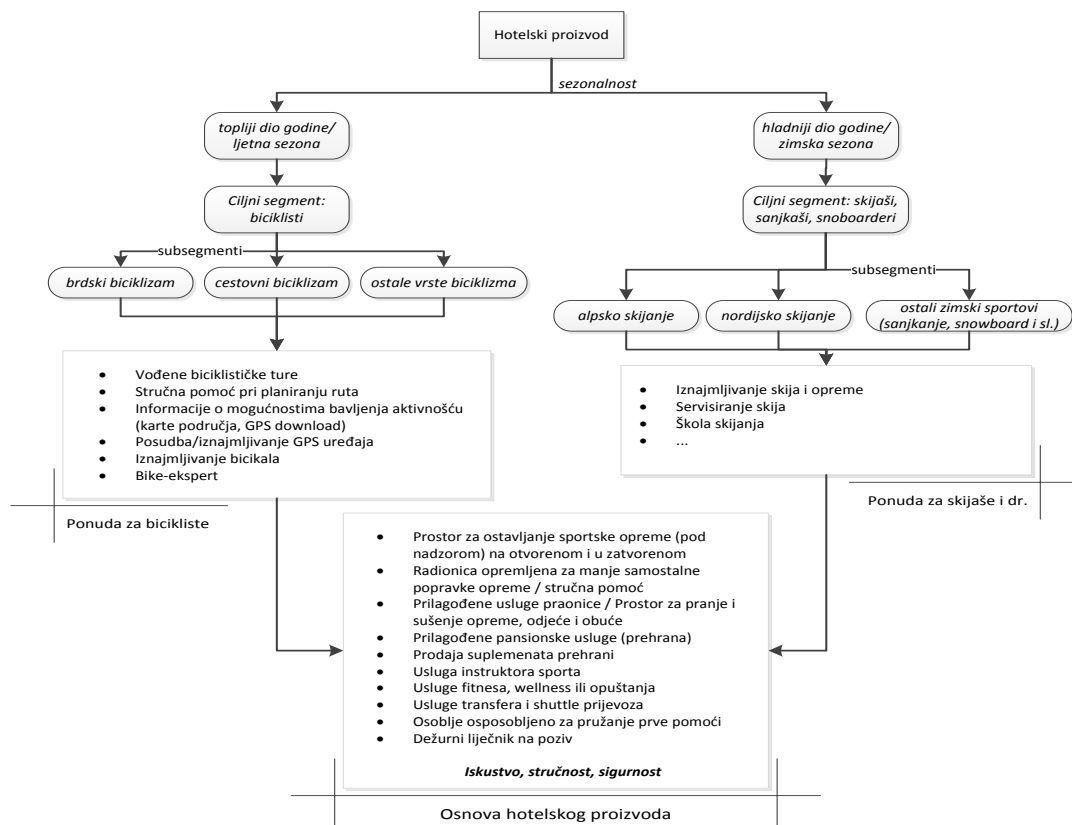 Hotelski proizvod
sezonalnost
topliji dio godine/
ljetna sezona
hladniji dio godine/
zimska sezona
Ciljni segment:
biciklisti
Ciljni segment: skijaši,
sanjkaši, snoboarderi
subsegmenti
subsegmenti
brdski biciklizam
cestovni biciklizam
ostale vrste biciklizma
alpsko skijanje
nordijsko skijanje
ostali zimski sportovi
(sanjkanje, snowboard i sl.)
• Vođene biciklističke ture
• Stručna pomoć pri planiranju ruta
• Informacije o mogućnostima bavljenja aktivnošću
(karte područja, GPS download)
• Posudba/iznajmljivanje GPS uređaja
• Iznajmljivanje bicikala
• Bike-ekspert
• Iznajmljivanje skija i opreme
• Servisiranje skija
• Škola skijanja
• ...
Ponuda za bicikliste
Ponuda za skijaše i dr.
• Prostor za ostavljanje sportske opreme (pod
nadzorom) na otvorenom i u zatvorenom
• Radionica opremljena za manje samostalne
popravke opreme / stručna pomoć
• Prilagođene usluge praonice / Prostor za pranje i
sušenje opreme, odjeće i obuće
• Prilagođene pansionske usluge (prehrana)
• Prodaja suplemenata prehrani
• Usluga instruktora sporta
• Usluge fitnesa, wellness ili opuštanja
• Usluge transfera i shuttle prijevoza
• Osoblje osposobljeno za pružanje prve pomoći
• Dežurni liječnik na poziv
Iskustvo, stručnost, sigurnost
Osnova hotelskog proizvoda